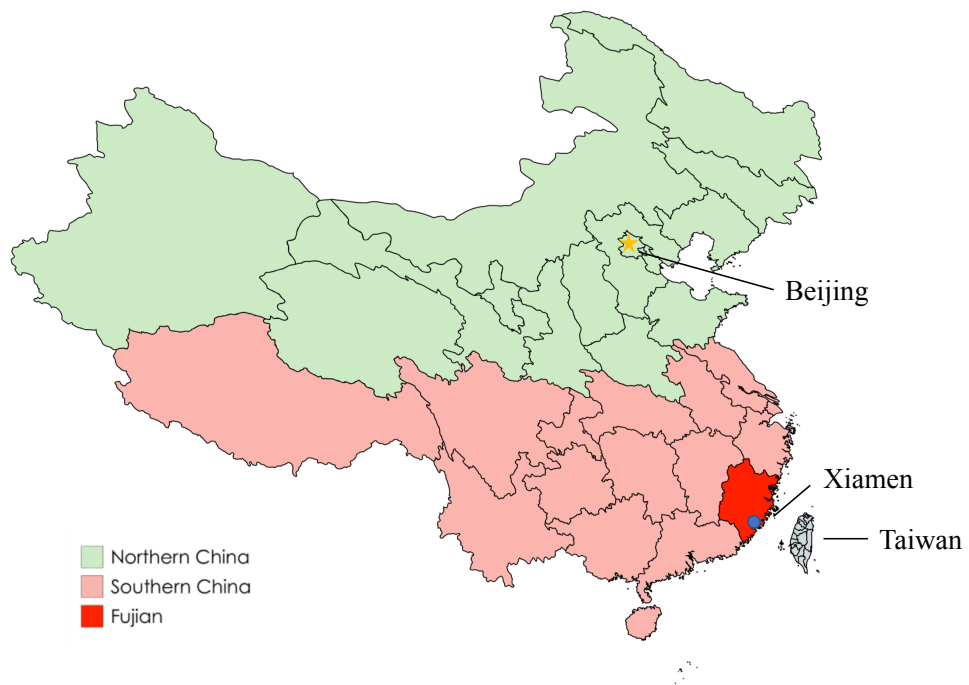 Beijing
Xiamen
Taiwan
Northern China
Southern China
Fujian